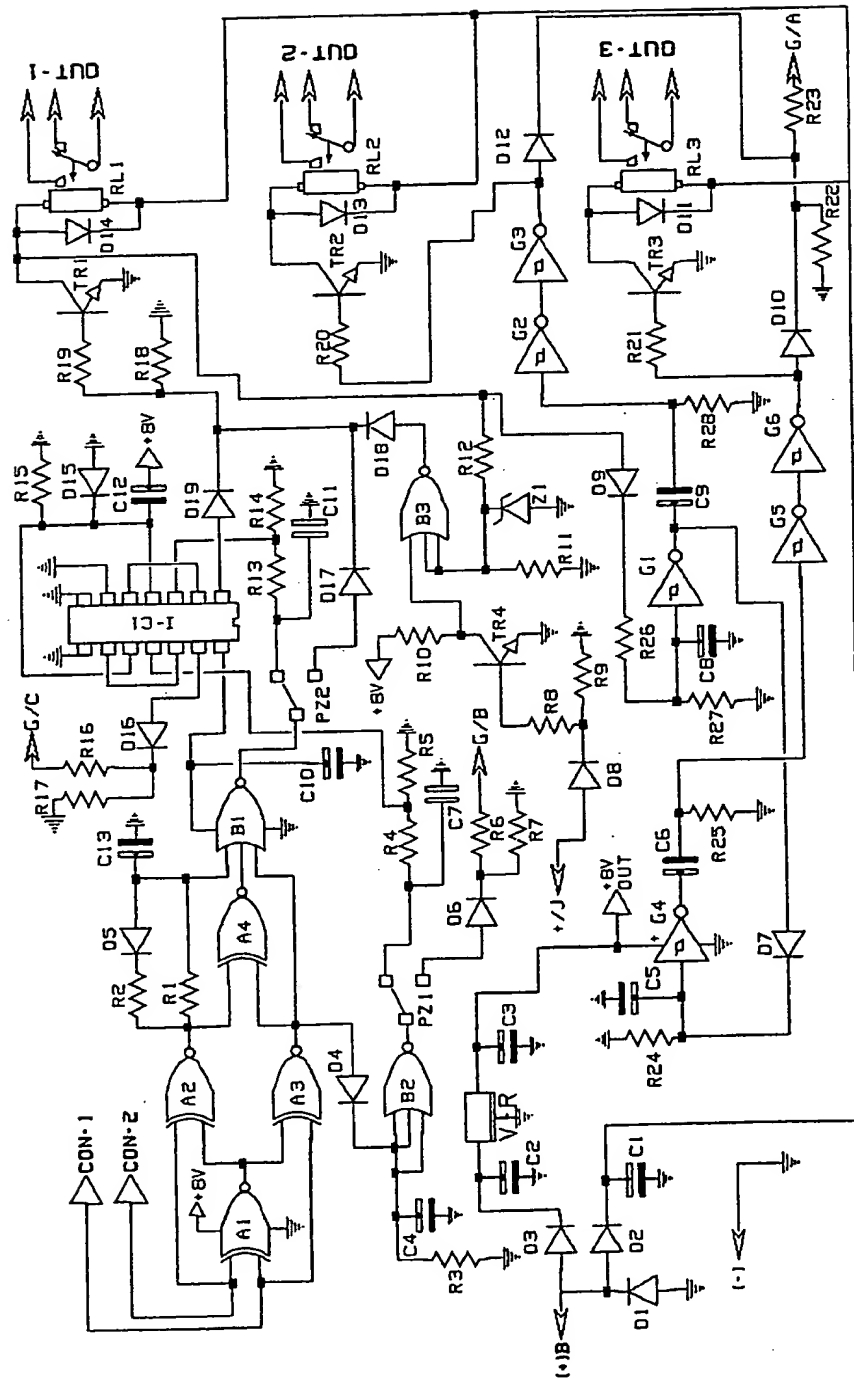 CON-1
CON-2
+8V
A1
A2
A3
A4
R1
R2
D5
C13
B1
R17
R16
G/C
D16
I-C1
R15
D15
C12
+8V
D19
R18
R19
TR1
D14
RL1
OUT-1
C10
PZ2
R13
R14
C11
D17
D18
B3
R12
Z1
R11
TR2
R20
D13
RL2
OUT-2
D4
B2
PZ1
R4
R5
C7
C4
R3
D6
R6
R7
G/B
+8V
R10
TR4
R8
R9
D8
+/J
D9
R26
G1
C8
R27
C9
R28
G2
G3
D12
R21
TR3
D11
RL3
OUT-3
V.R
C2
C3
+8V
OUT
G4
+
C5
R24
C6
R25
D7
G5
G6
D10
R22
R23
G/A
(+)B
D3
D2
D1
C1
(-)